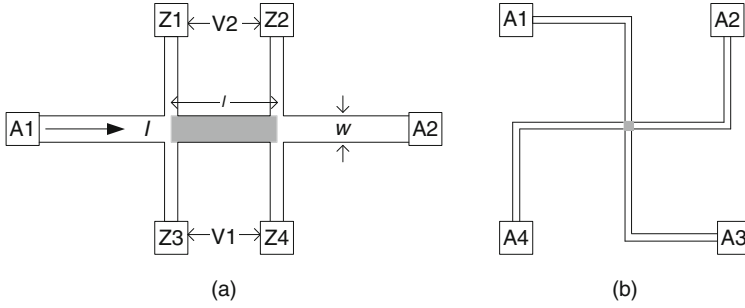 Z1 V2 Z2
A1 I l w A2
Z3 V1 Z4
(a)
A1 A2
A4 A3
(b)